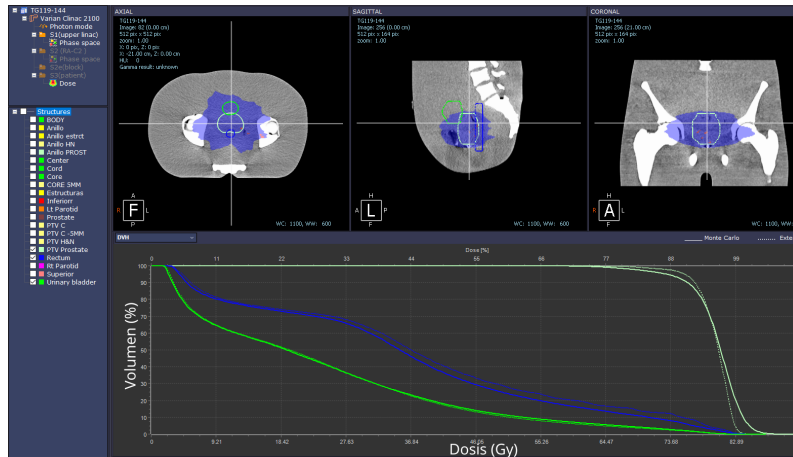 TG119-144
Varian Clinac 2100
Photon mode
S1(upper linac)
Phase space
S2 (RA-C2 )
Phase space
S2e(block)
S3(patient)
Dose
Structures
BODY
Anillo
Anillo estrct
Anillo HN
Anillo PROST
Center
Cord
Core
CORE 5MM
Estructuras
Inferiorr
Lt Parotid
Prostate
PTV C
PTV C -5MM
PTV H&N
PTV Prostate
Rectum
Rt Parotid
Superior
Urinary bladder
AXIAL
TG119-144
Image: 82 (0.00 cm)
512 pix x 512 pix
zoom: 1.00
X: 0 pix, Z: 0 pix
X: -21.00 cm, Z: 0.00 cm
HU: 0
Gamma result: unknown
A
R F L
P
WC: 1100, WW: 600
SAGITTAL
TG119-144
Image: 256 (0.00 cm)
512 pix x 164 pix
zoom: 1.00
H
A L P
F
WC: 1100, WW: 600
CORONAL
TG119-144
Image: 256 (21.00 cm)
512 pix x 164 pix
zoom: 1.00
H
R A L
F
WC: 1100, WW: 600
DVH
Monte Carlo
Exte
Dose [%]
0 11 22 33 44 55 66 77 88 99
100
90
80
70
60
50
40
30
20
10
0
Volumen (%)
0 9.21 18.42 27.63 36.84 46.05 55.26 64.47 73.68 82.89
Dosis (Gy)